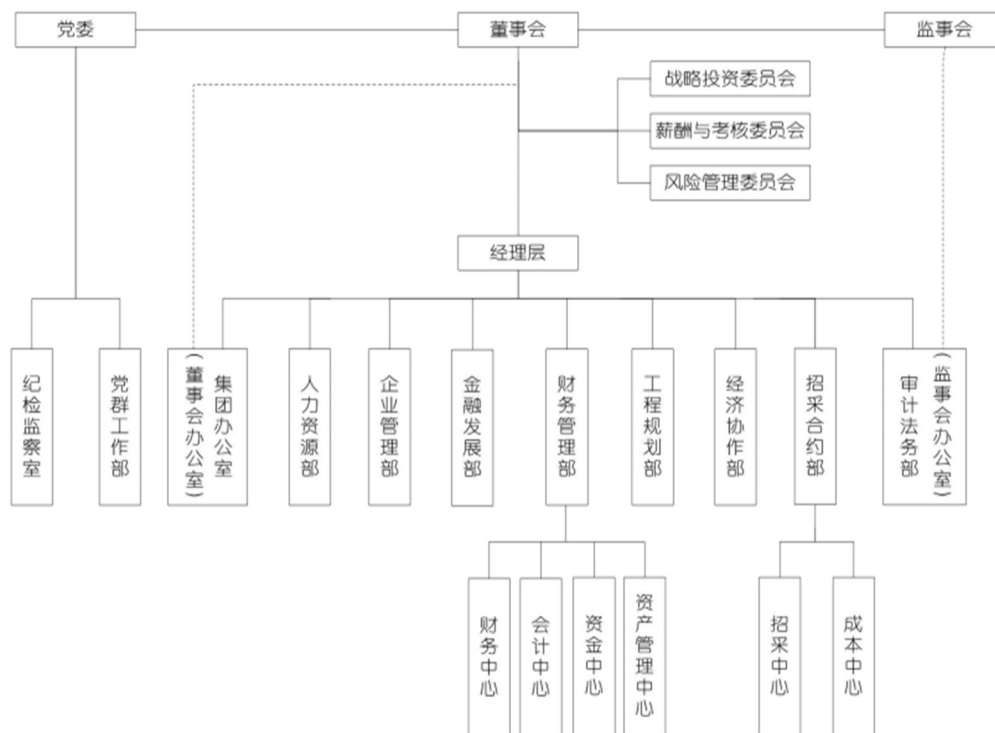 党委
董事会
监事会
战略投资委员会
薪酬与考核委员会
风险管理委员会
经理层
纪检监察室
党群工作部
集团办公室
(董事会办公室)
人力资源部
企业管理部
金融发展部
财务管理部
工程规划部
经济协作部
招采合约部
审计法务部
(监事会办公室)
财务中心
会计中心
资金中心
资产管理中心
招采中心
成本中心